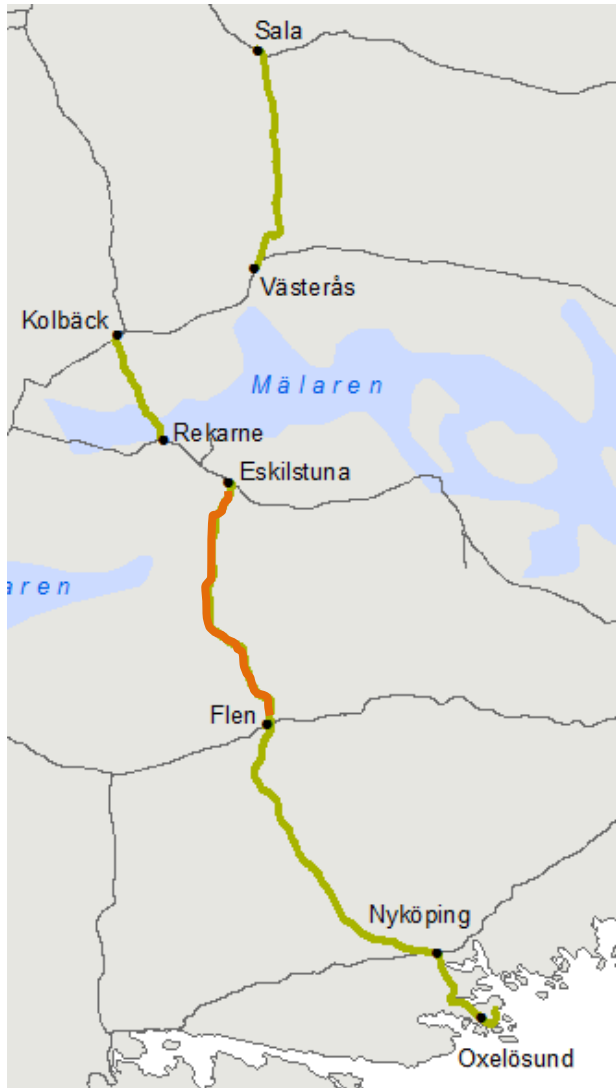 Sala
Västerås
Kolbäck
Mälaren
Rekarne
Eskilstuna
aren
Flen
Nyköping
Oxelösund